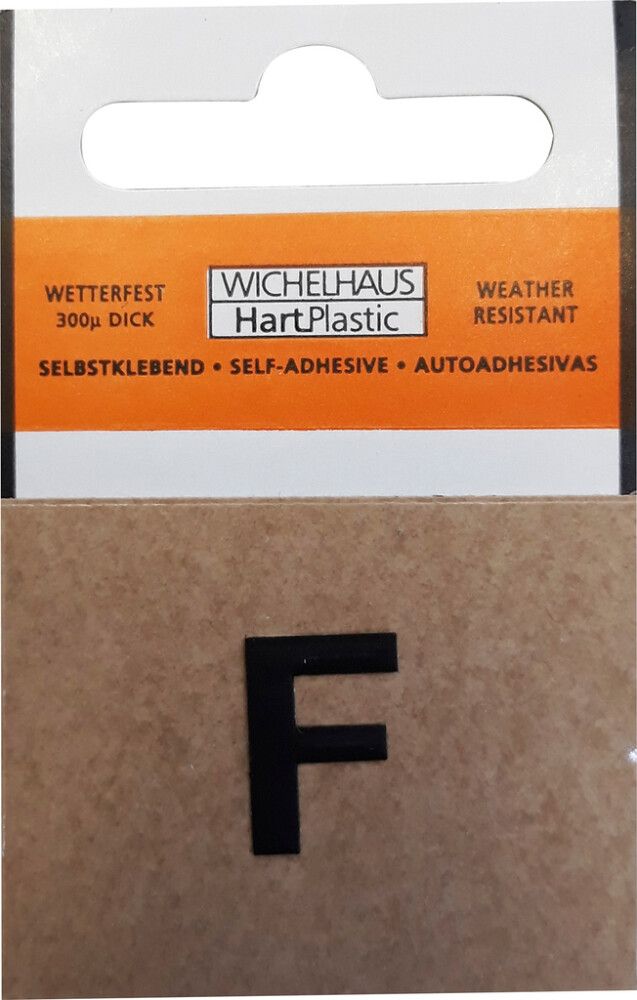 WETTERFEST
300µ DICK
WICHELHAUS
HartPlastic
WEATHER
RESISTANT
SELBSTKLEBEND • SELF-ADHESIVE • AUTOADHESIVAS
F